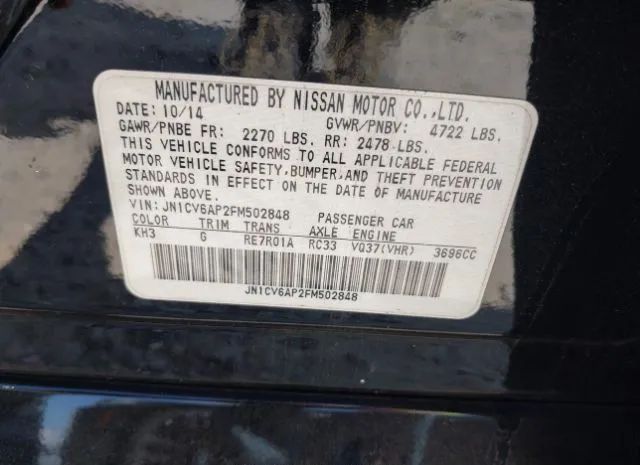 MANUFACTURED BY NISSAN MOTOR CO.,LTD.
DATE: 10/14 GVWR/PNBV: 4722 LBS.
GAWR/PNBE FR: 2270 LBS. RR: 2478 LBS.
THIS VEHICLE CONFORMS TO ALL APPLICABLE FEDERAL
MOTOR VEHICLE SAFETY,BUMPER,AND THEFT PREVENTION
STANDARDS IN EFFECT ON THE DATE OF MANUFACTURE
SHOWN ABOVE.
VIN: JN1CV6AP2FM502848 PASSENGER CAR
COLOR TRIM TRANS AXLE ENGINE
KH3 G RE7R01A RC33 VQ37(VHR) 3696CC
JN1CV6AP2FM502848